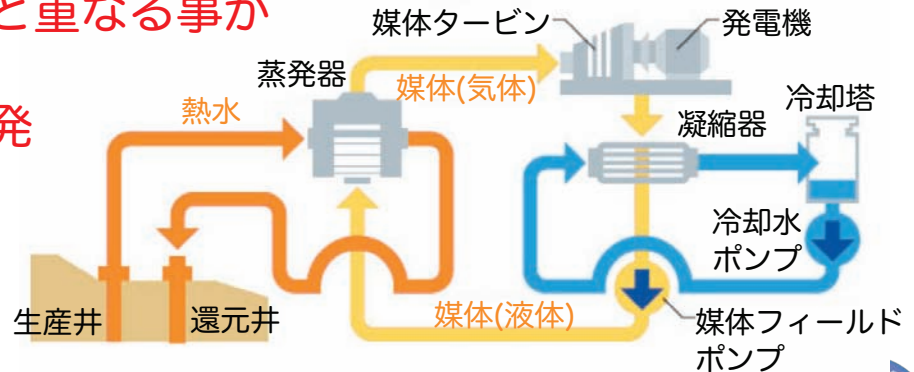 と重なる事が
発
媒体タービン
発電機
蒸発器
媒体(気体)
熱水
冷却塔
凝縮器
冷却水
ポンプ
生産井
還元井
媒体(液体)
媒体フィールド
ポンプ